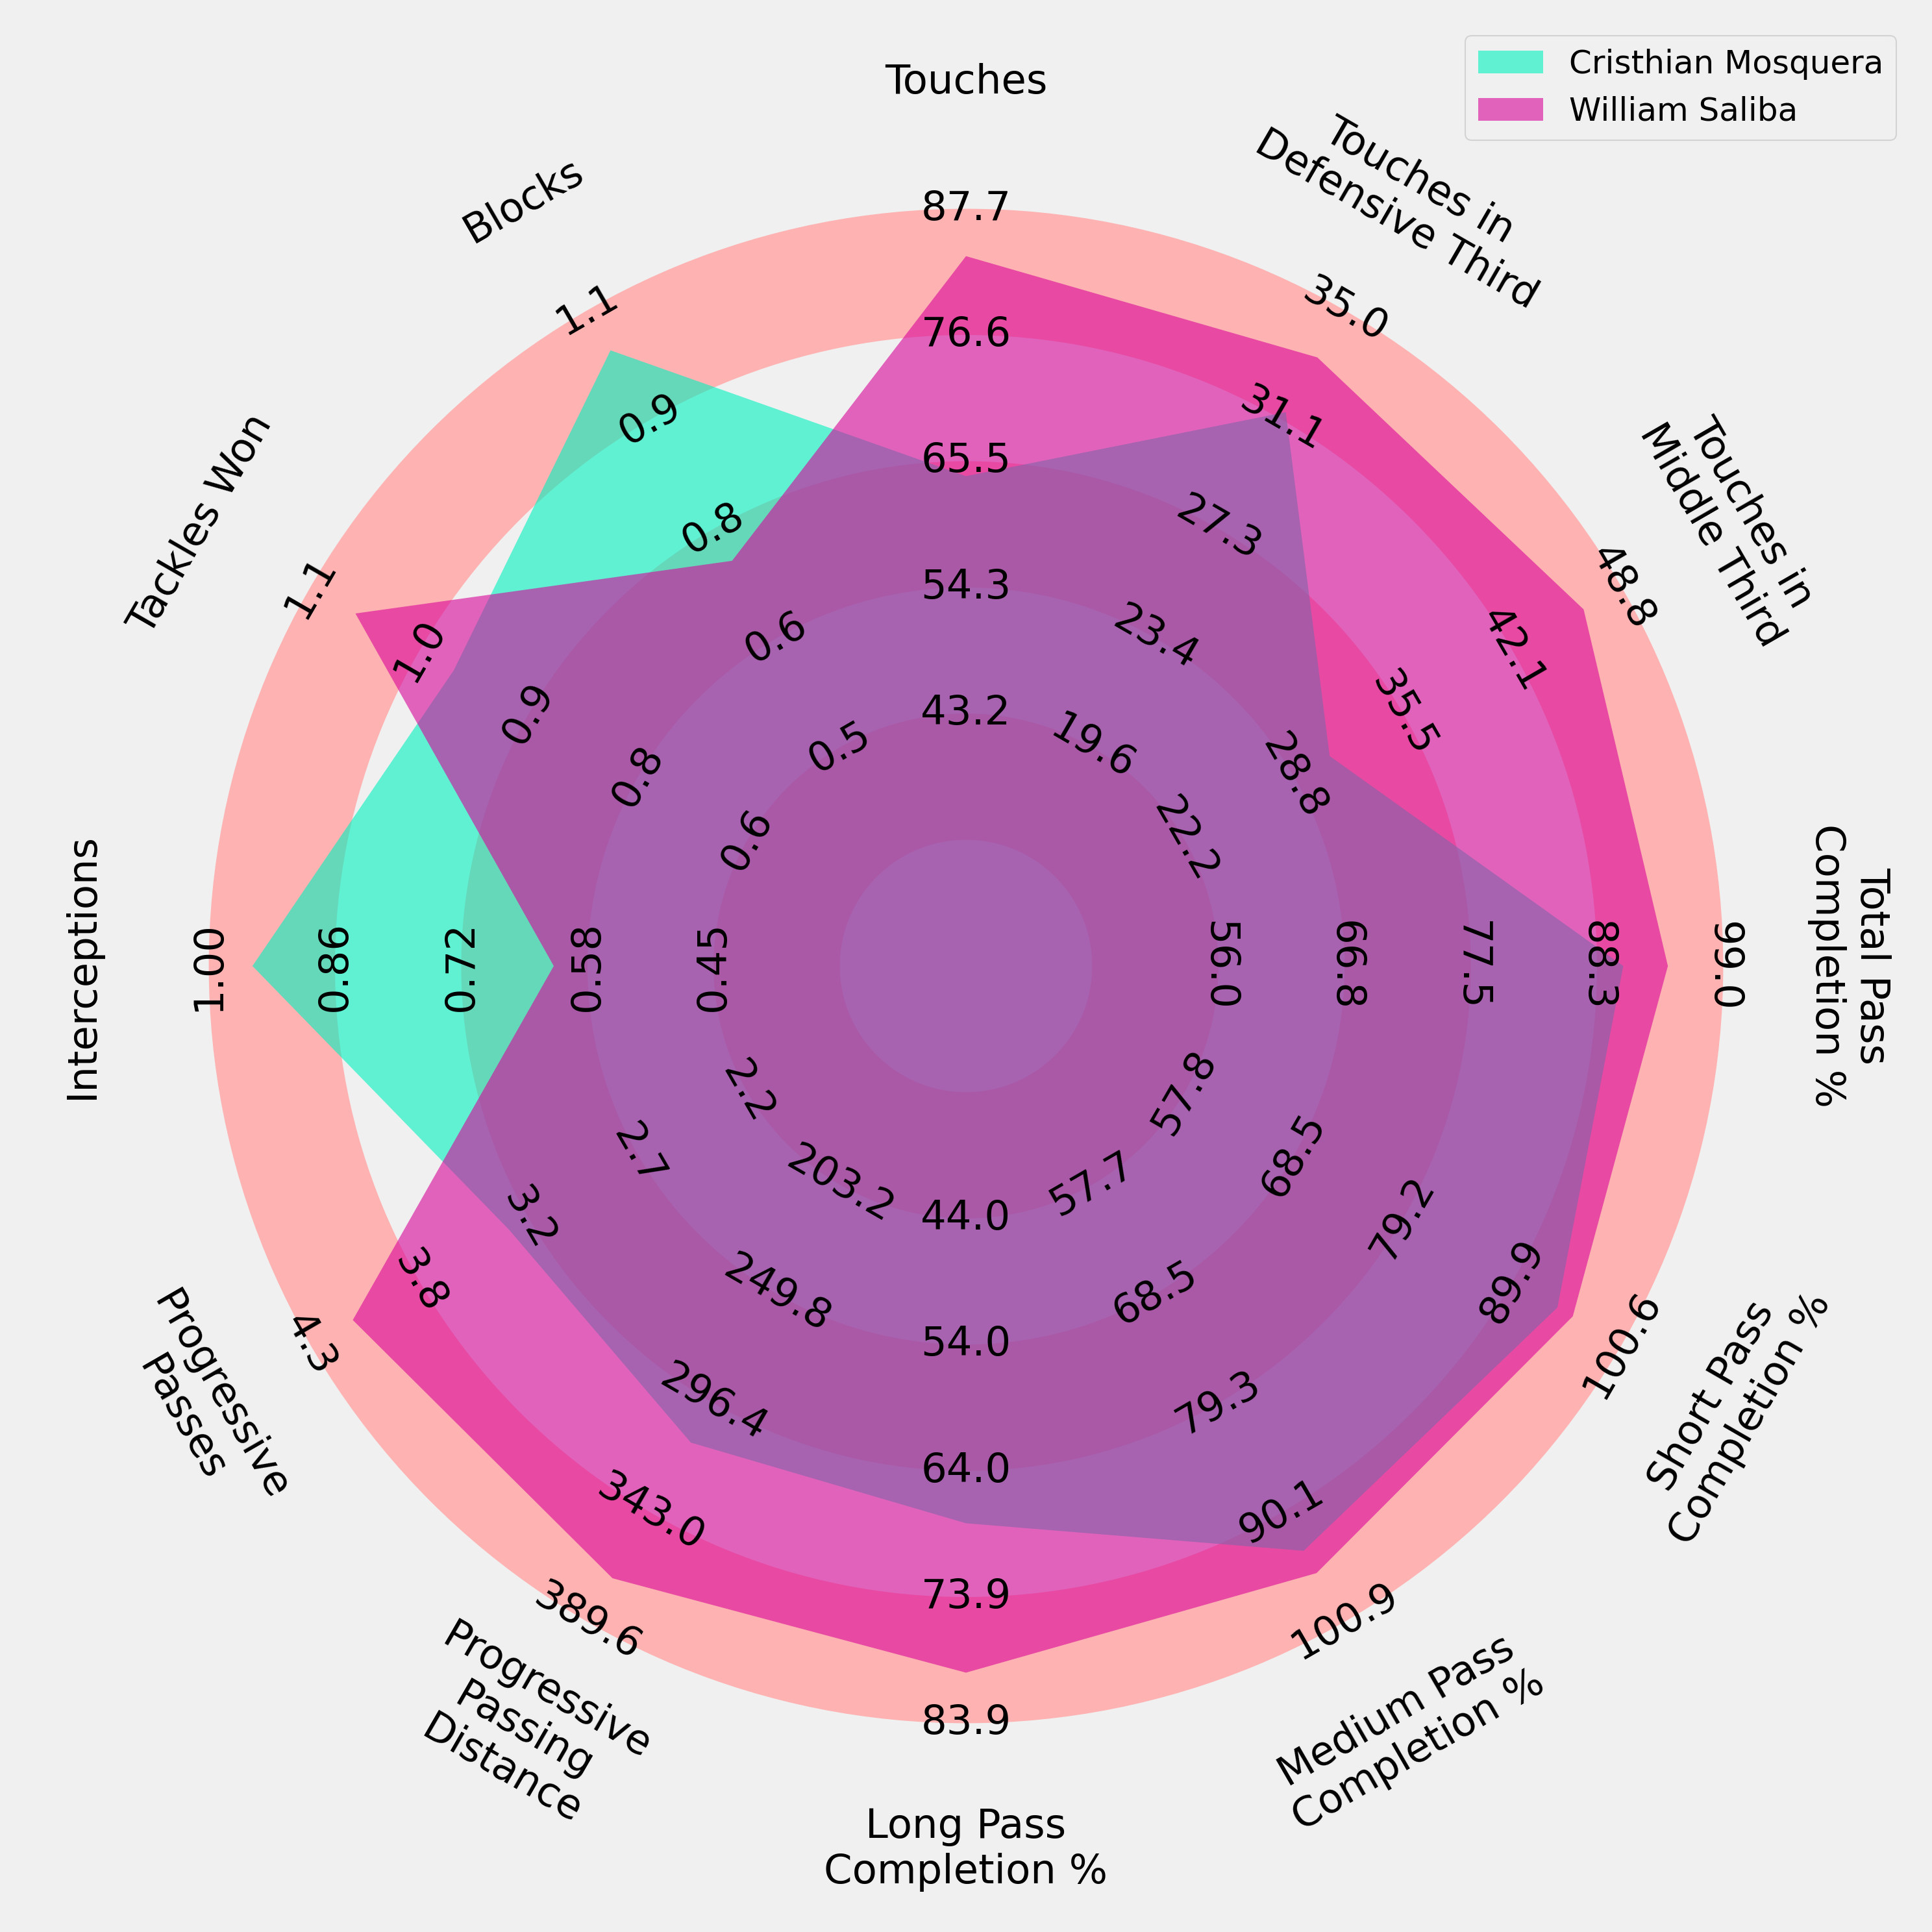 Cristhian Mosquera
William Saliba
Touches
87.7
76.6
65.5
54.3
43.2
Touches in
Defensive Third
35.0
31.1
27.3
23.4
19.6
Touches in
Middle Third
48.8
42.1
35.5
28.8
22.2
Total Pass
Completion %
99.0
88.3
77.5
66.8
56.0
Short Pass
Completion %
100.6
89.9
79.2
68.5
57.8
Medium Pass
Completion %
100.9
90.1
79.3
68.5
57.7
Long Pass
Completion %
83.9
73.9
64.0
54.0
44.0
Progressive
Passing
Distance
389.6
343.0
296.4
249.8
203.2
Progressive
Passes
4.3
3.8
3.2
2.7
2.2
Interceptions
1.00
0.86
0.72
0.58
0.45
Tackles Won
1.1
1.0
0.9
0.8
0.6
Blocks
1.1
0.9
0.8
0.6
0.5